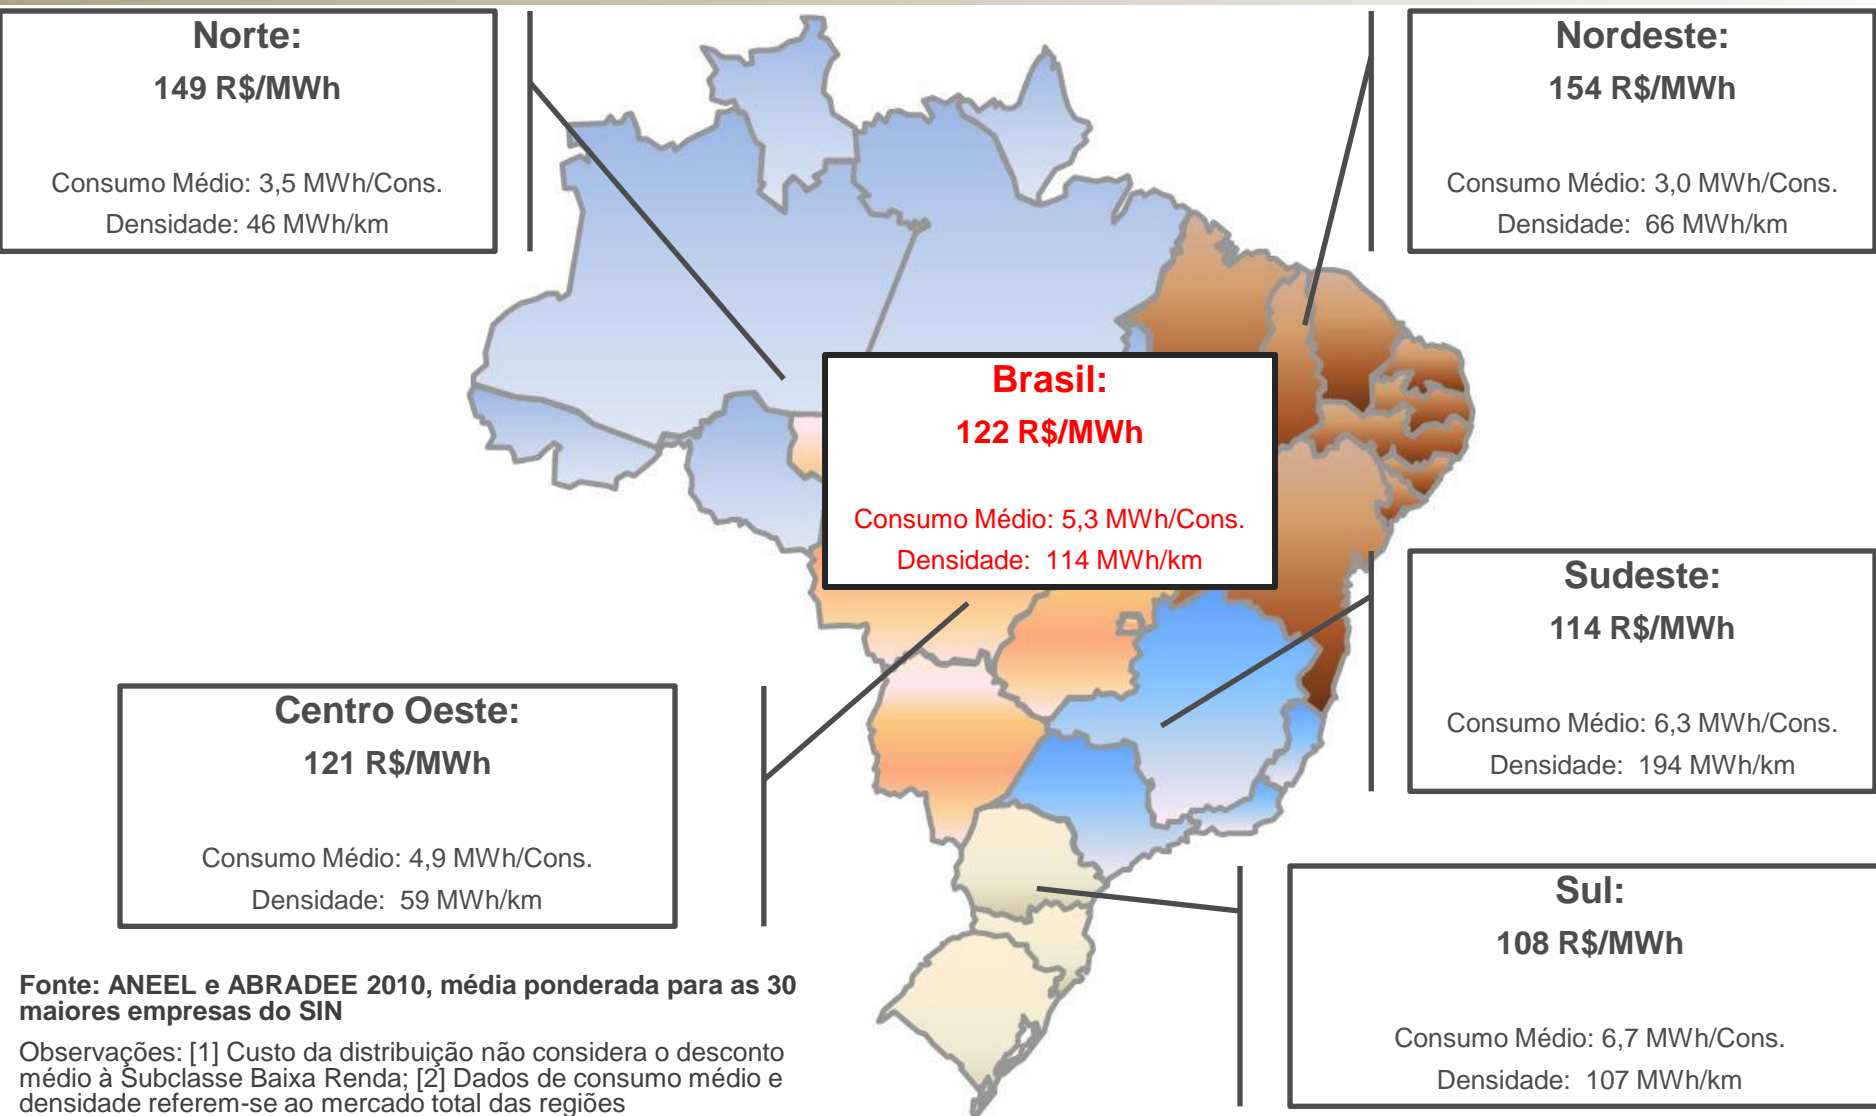 Norte:
149 R$/MWh
Consumo Médio: 3,5 MWh/Cons.
Densidade: 46 MWh/km
Nordeste:
154 R$/MWh
Consumo Médio: 3,0 MWh/Cons.
Densidade: 66 MWh/km
Brasil:
122 R$/MWh
Consumo Médio: 5,3 MWh/Cons.
Densidade: 114 MWh/km
Sudeste:
114 R$/MWh
Consumo Médio: 6,3 MWh/Cons.
Densidade: 194 MWh/km
Centro Oeste:
121 R$/MWh
Consumo Médio: 4,9 MWh/Cons.
Densidade: 59 MWh/km
Sul:
108 R$/MWh
Consumo Médio: 6,7 MWh/Cons.
Densidade: 107 MWh/km
Fonte: ANEEL e ABRADEE 2010, média ponderada para as 30
maiores empresas do SIN
Observações: [1] Custo da distribuição não considera o desconto
médio à Subclasse Baixa Renda; [2] Dados de consumo médio e
densidade referem-se ao mercado total das regiões